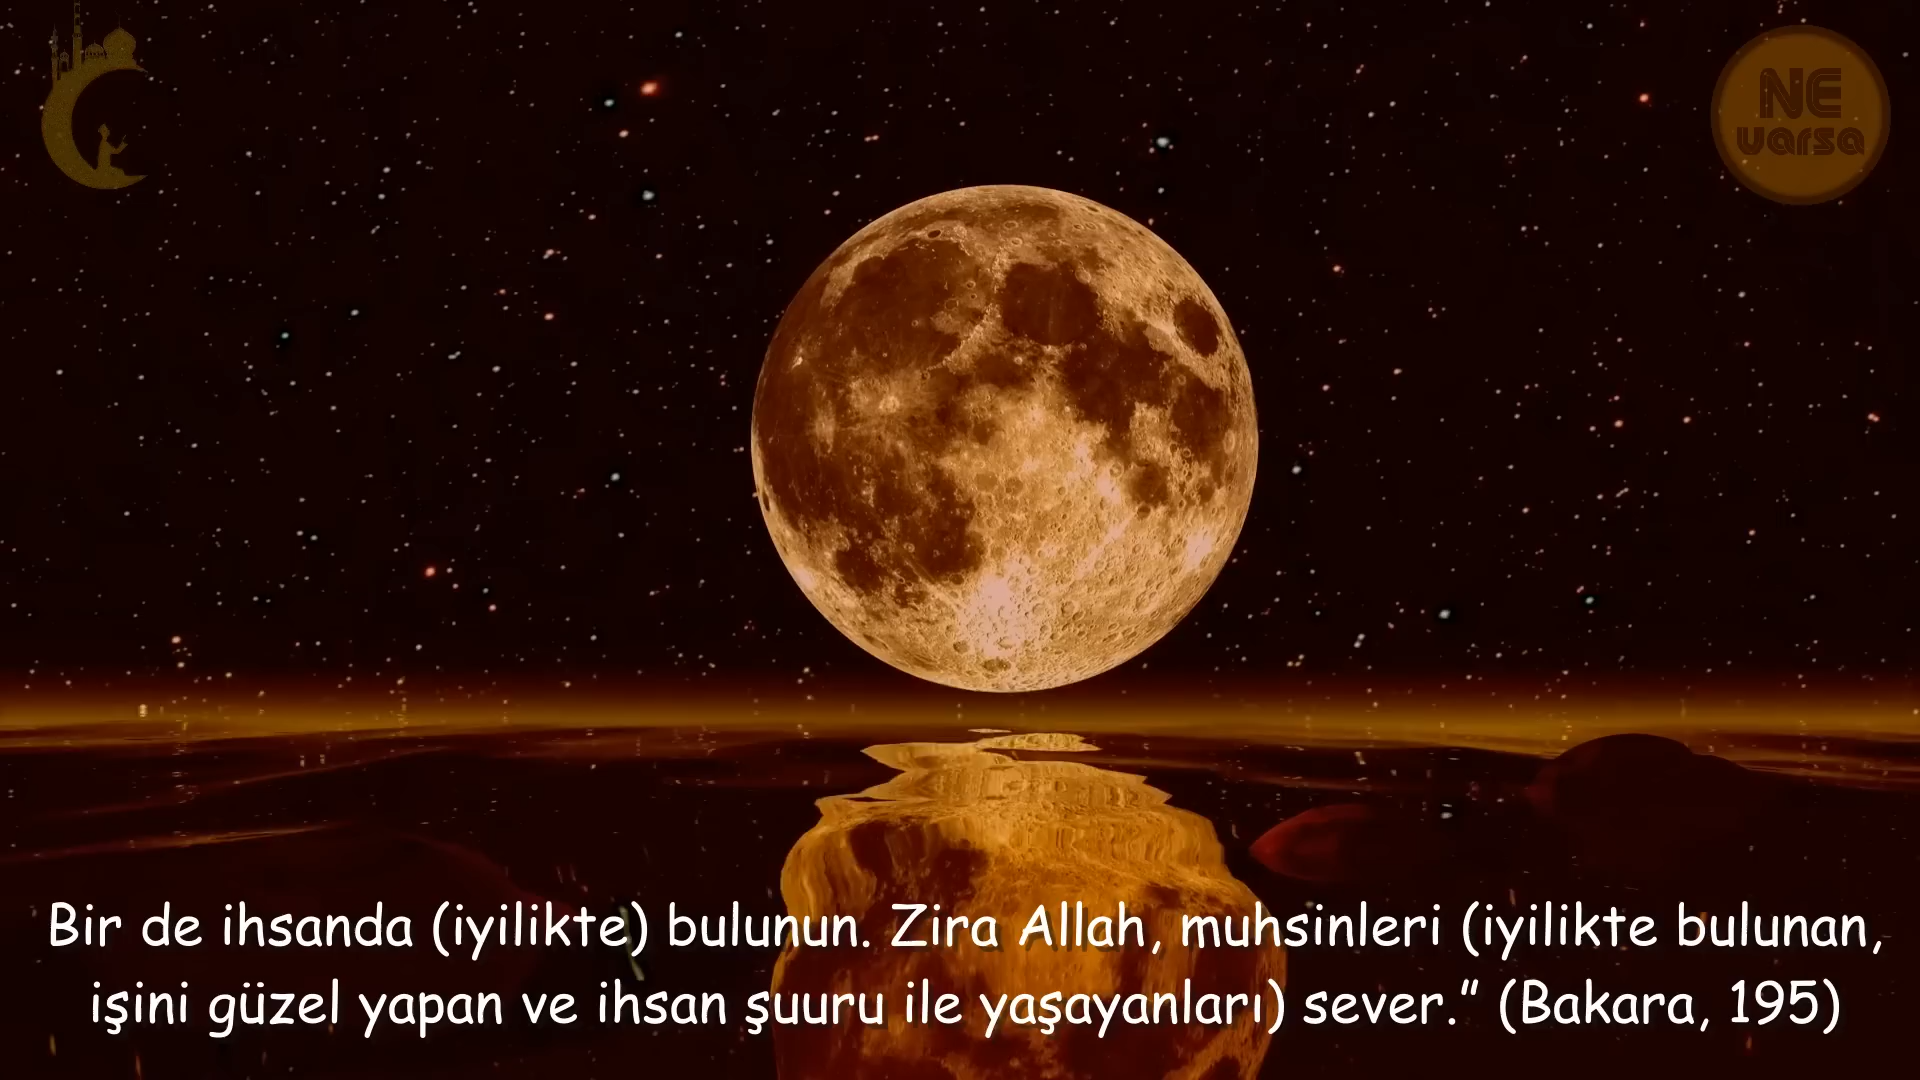 NE
varsa
Bir de ihsanda (iyilikte) bulunun. Zira Allah, muhsinleri (iyilikte bulunan,
işini güzel yapan ve ihsan şuuru ile yaşayanları) sever.” (Bakara, 195)